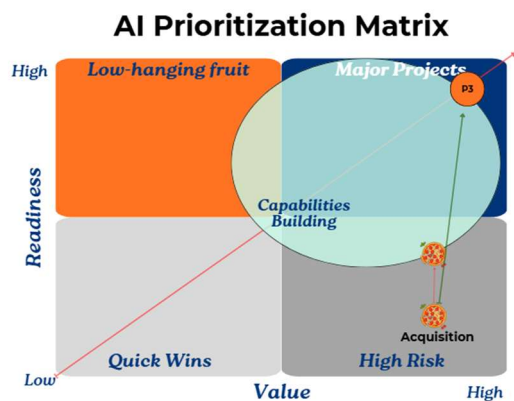 AI Prioritization Matrix
High
Low-hanging fruit
Major Projects
P3
Readiness
Capabilities
Building
Acquisition
Quick Wins
High Risk
Low
Value
High